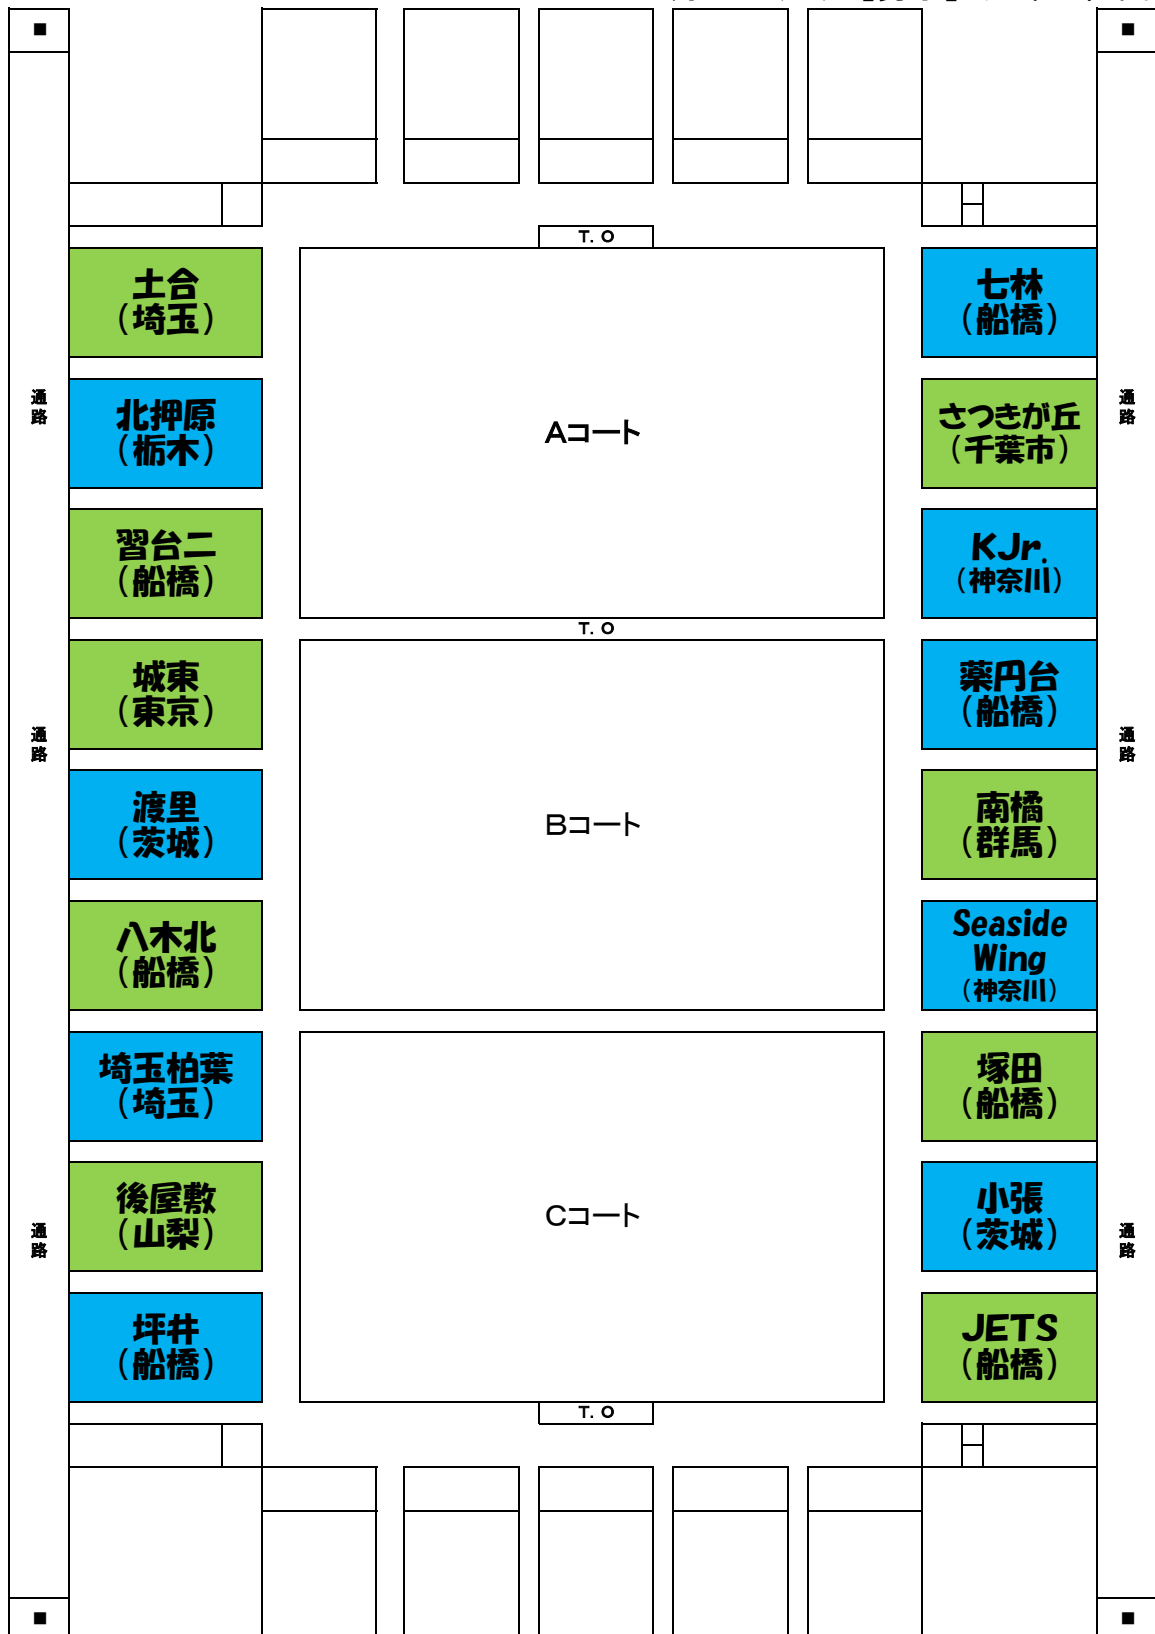 ■
■
T. O
土合
(埼玉)
七林
(船橋)
北押原
(栃木)
通路
Aコート
さつきが丘
(千葉市)
通路
習台二
(船橋)
KJr.
(神奈川)
T. O
城東
(東京)
薬円台
(船橋)
通路
通路
渡里
(茨城)
Bコート
南橘
(群馬)
八木北
(船橋)
Seaside
Wing
(神奈川)
埼玉柏葉
(埼玉)
塚田
(船橋)
後屋敷
(山梨)
通路
Cコート
小張
(茨城)
通路
坪井
(船橋)
JETS
(船橋)
T. O
■
■